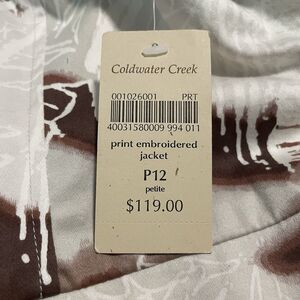 Coldwater Creek
001026001 PRT
40031580009 994 011
print embroidered
jacket
P12
petite
$119.00